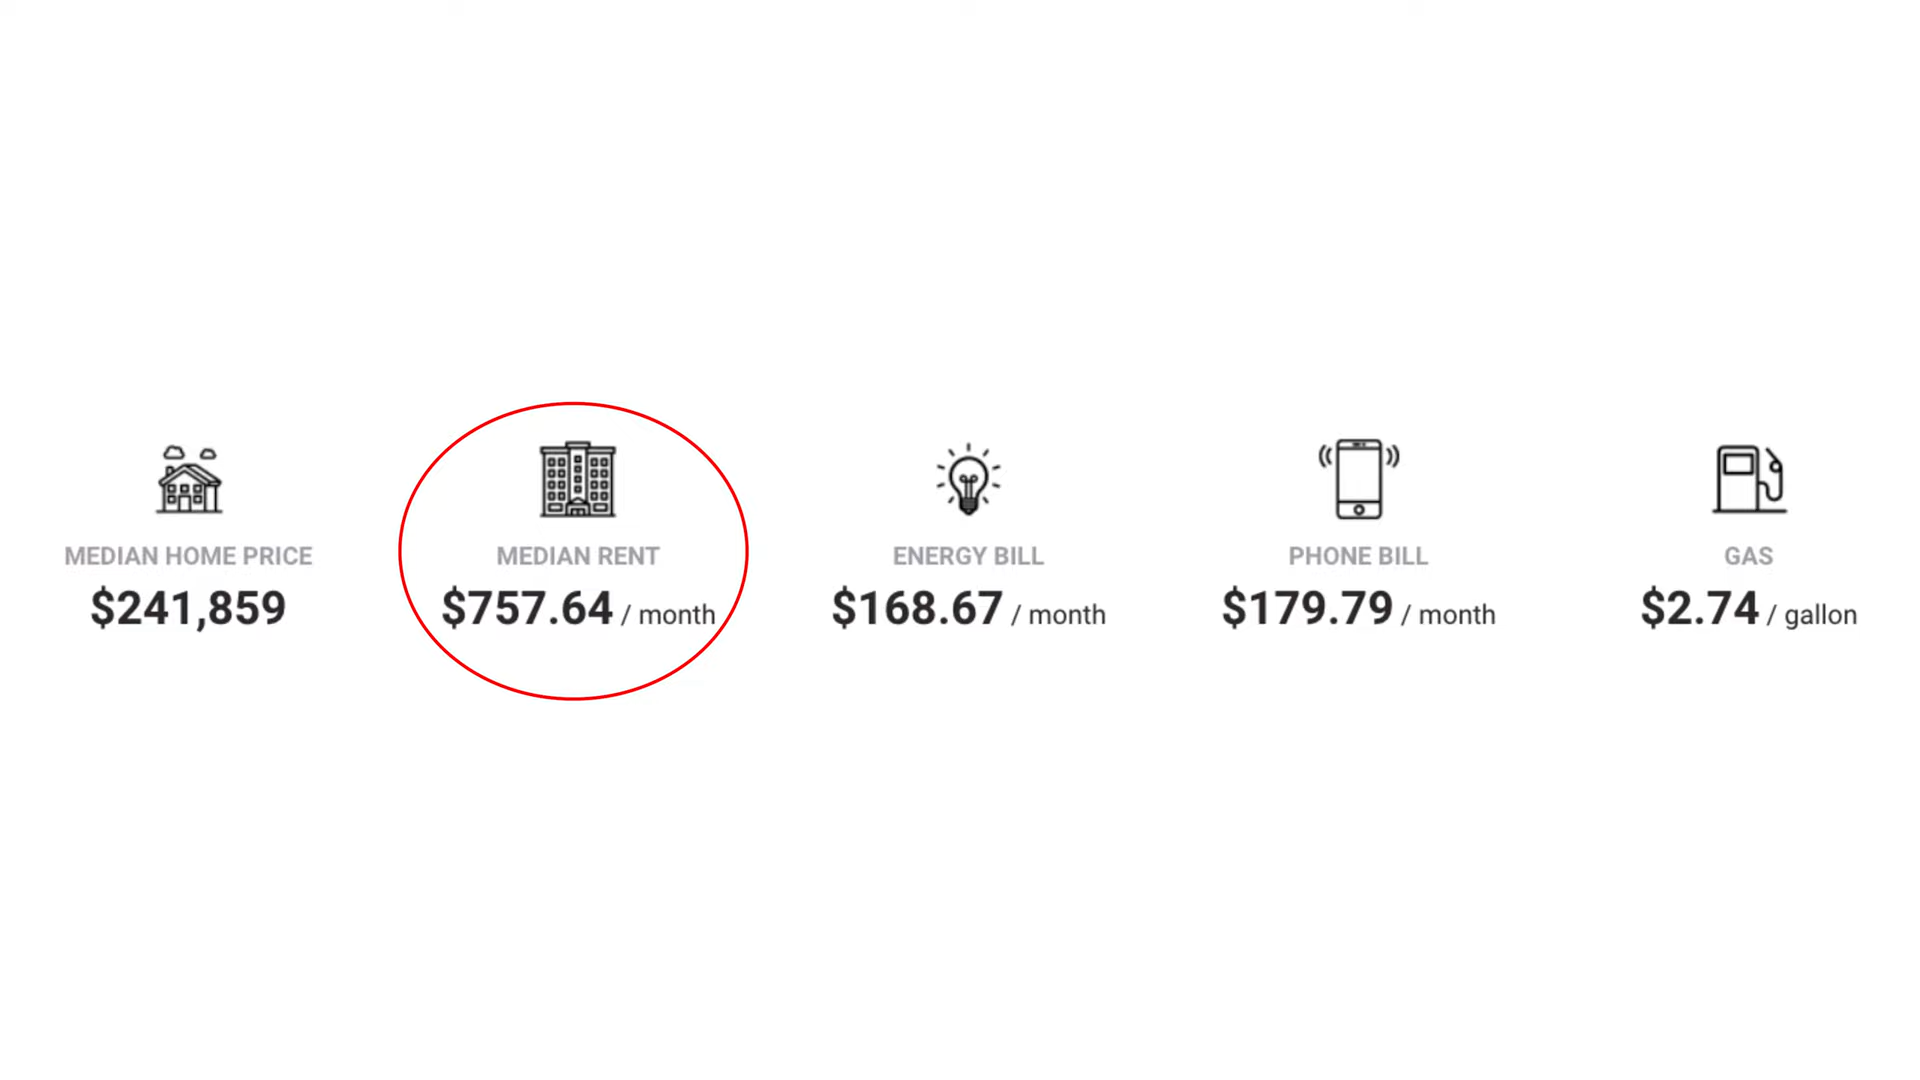 MEDIAN HOME PRICE
$241,859
MEDIAN RENT
$757.64 / month
ENERGY BILL
$168.67 / month
PHONE BILL
$179.79 / month
GAS
$2.74 / gallon